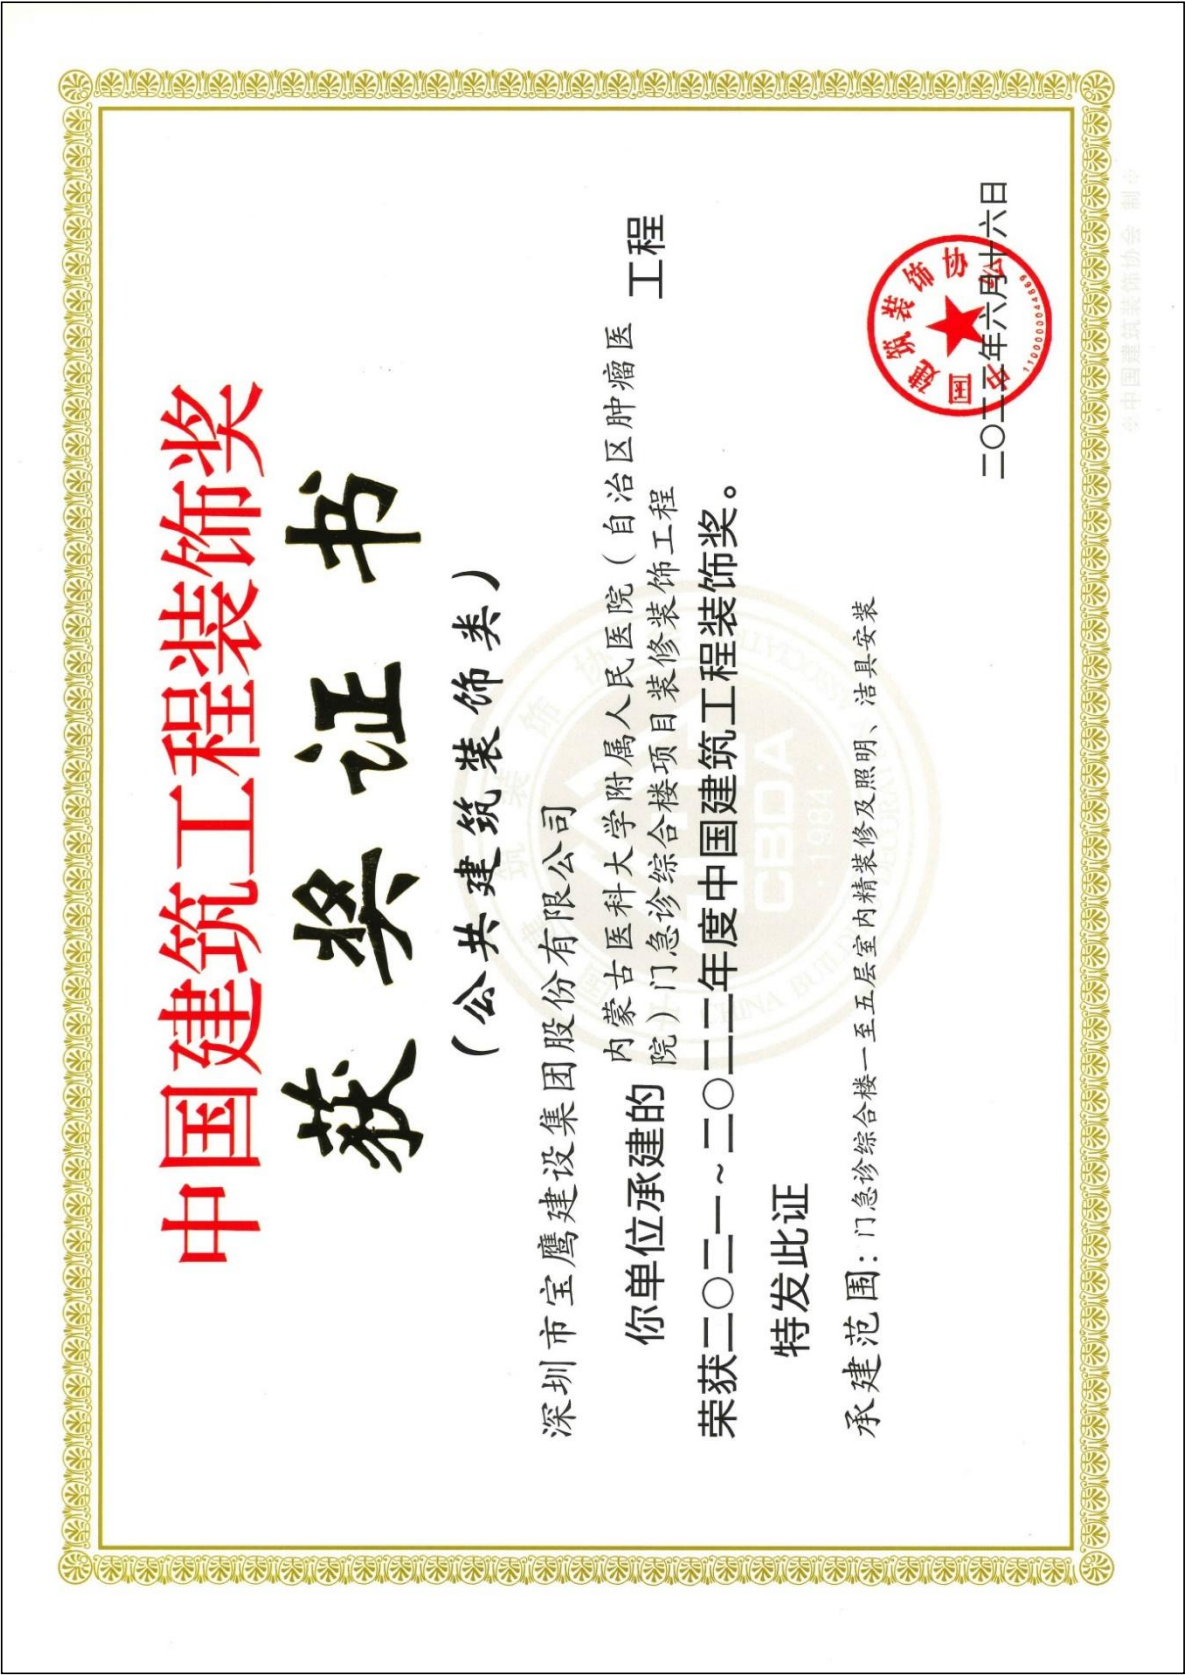 中国建筑工程装饰奖
获奖证书
（公共建筑装饰类）
深圳市宝鹰建设集团股份有限公司
你单位承建的 内蒙古医科大学附属人民医院（自治区肿瘤医 工程
院）门急诊综合楼项目装修装饰工程
荣获二〇二一～二〇二二年度中国建筑工程装饰奖。
特发此证
承建范围：门急诊综合楼一至五层室内精装修及照明、洁具安装
中国建筑装饰协会
二〇二三年六月十六日
CBDA
·1984·
※中国建筑装饰协会 制※